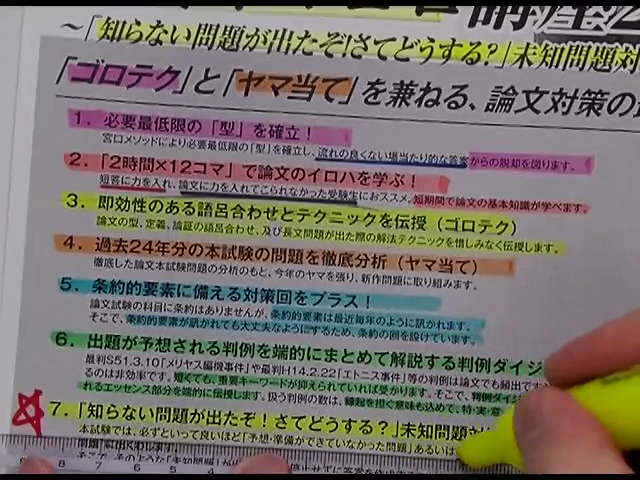 講座
～「知らない問題が出たぞ!さてどうする?」未知問題対
「ゴロテク」と「ヤマ当て」を兼ねる、論文対策の
1. 必要最低限の「型」を確立!
宮口メソッドにより必要最低限の「型」を確立し、流れの良くない場当たり的な答案からの脱却を図ります。
2. 「2時間×12コマ」で論文のイロハを学ぶ!
短答に力を入れ、論文に力を入れてこられなかった受験生におススメ。短期間で論文の基本知識が学べます。
3. 即効性のある語呂合わせとテクニックを伝授(ゴロテク)
論文の型、定義、論証の語呂合わせ、及び長文問題が出た際の解法テクニックを惜しみなく伝授します。
4. 過去24年分の本試験の問題を徹底分析(ヤマ当て)
徹底した論文本試験問題の分析のもと、今年のヤマを張り、新作問題に取り組みます。
5. 条約的要素に備える対策回をプラス!
論文試験の科目に条約はありませんが、条約的要素は最近毎年のように訊かれます。
そこで、条約的要素が訊かれても大丈夫なようにするため、条約の回を設けています。
6. 出題が予想される判例を端的にまとめて解説する判例ダイジ
最判S51.3.10「メリヤス編機事件」や最判H14.2.22「エトニス事件」等の判例は論文でも頻出です
るのは非効率です。短くても、重要キーワードが抑えられていれば受かります。そこで、判例ダイジ
れるエッセンス部分を端的に伝授します。扱う判例の数は、縁起を担ぐ意味も込めて、特・実・意
7. 「知らない問題が出たぞ!さてどうする?」未知問題対
本試験では、必ずといって良いほど「予想・準備ができていなかった問題」あるいは
8 7 6 5 4